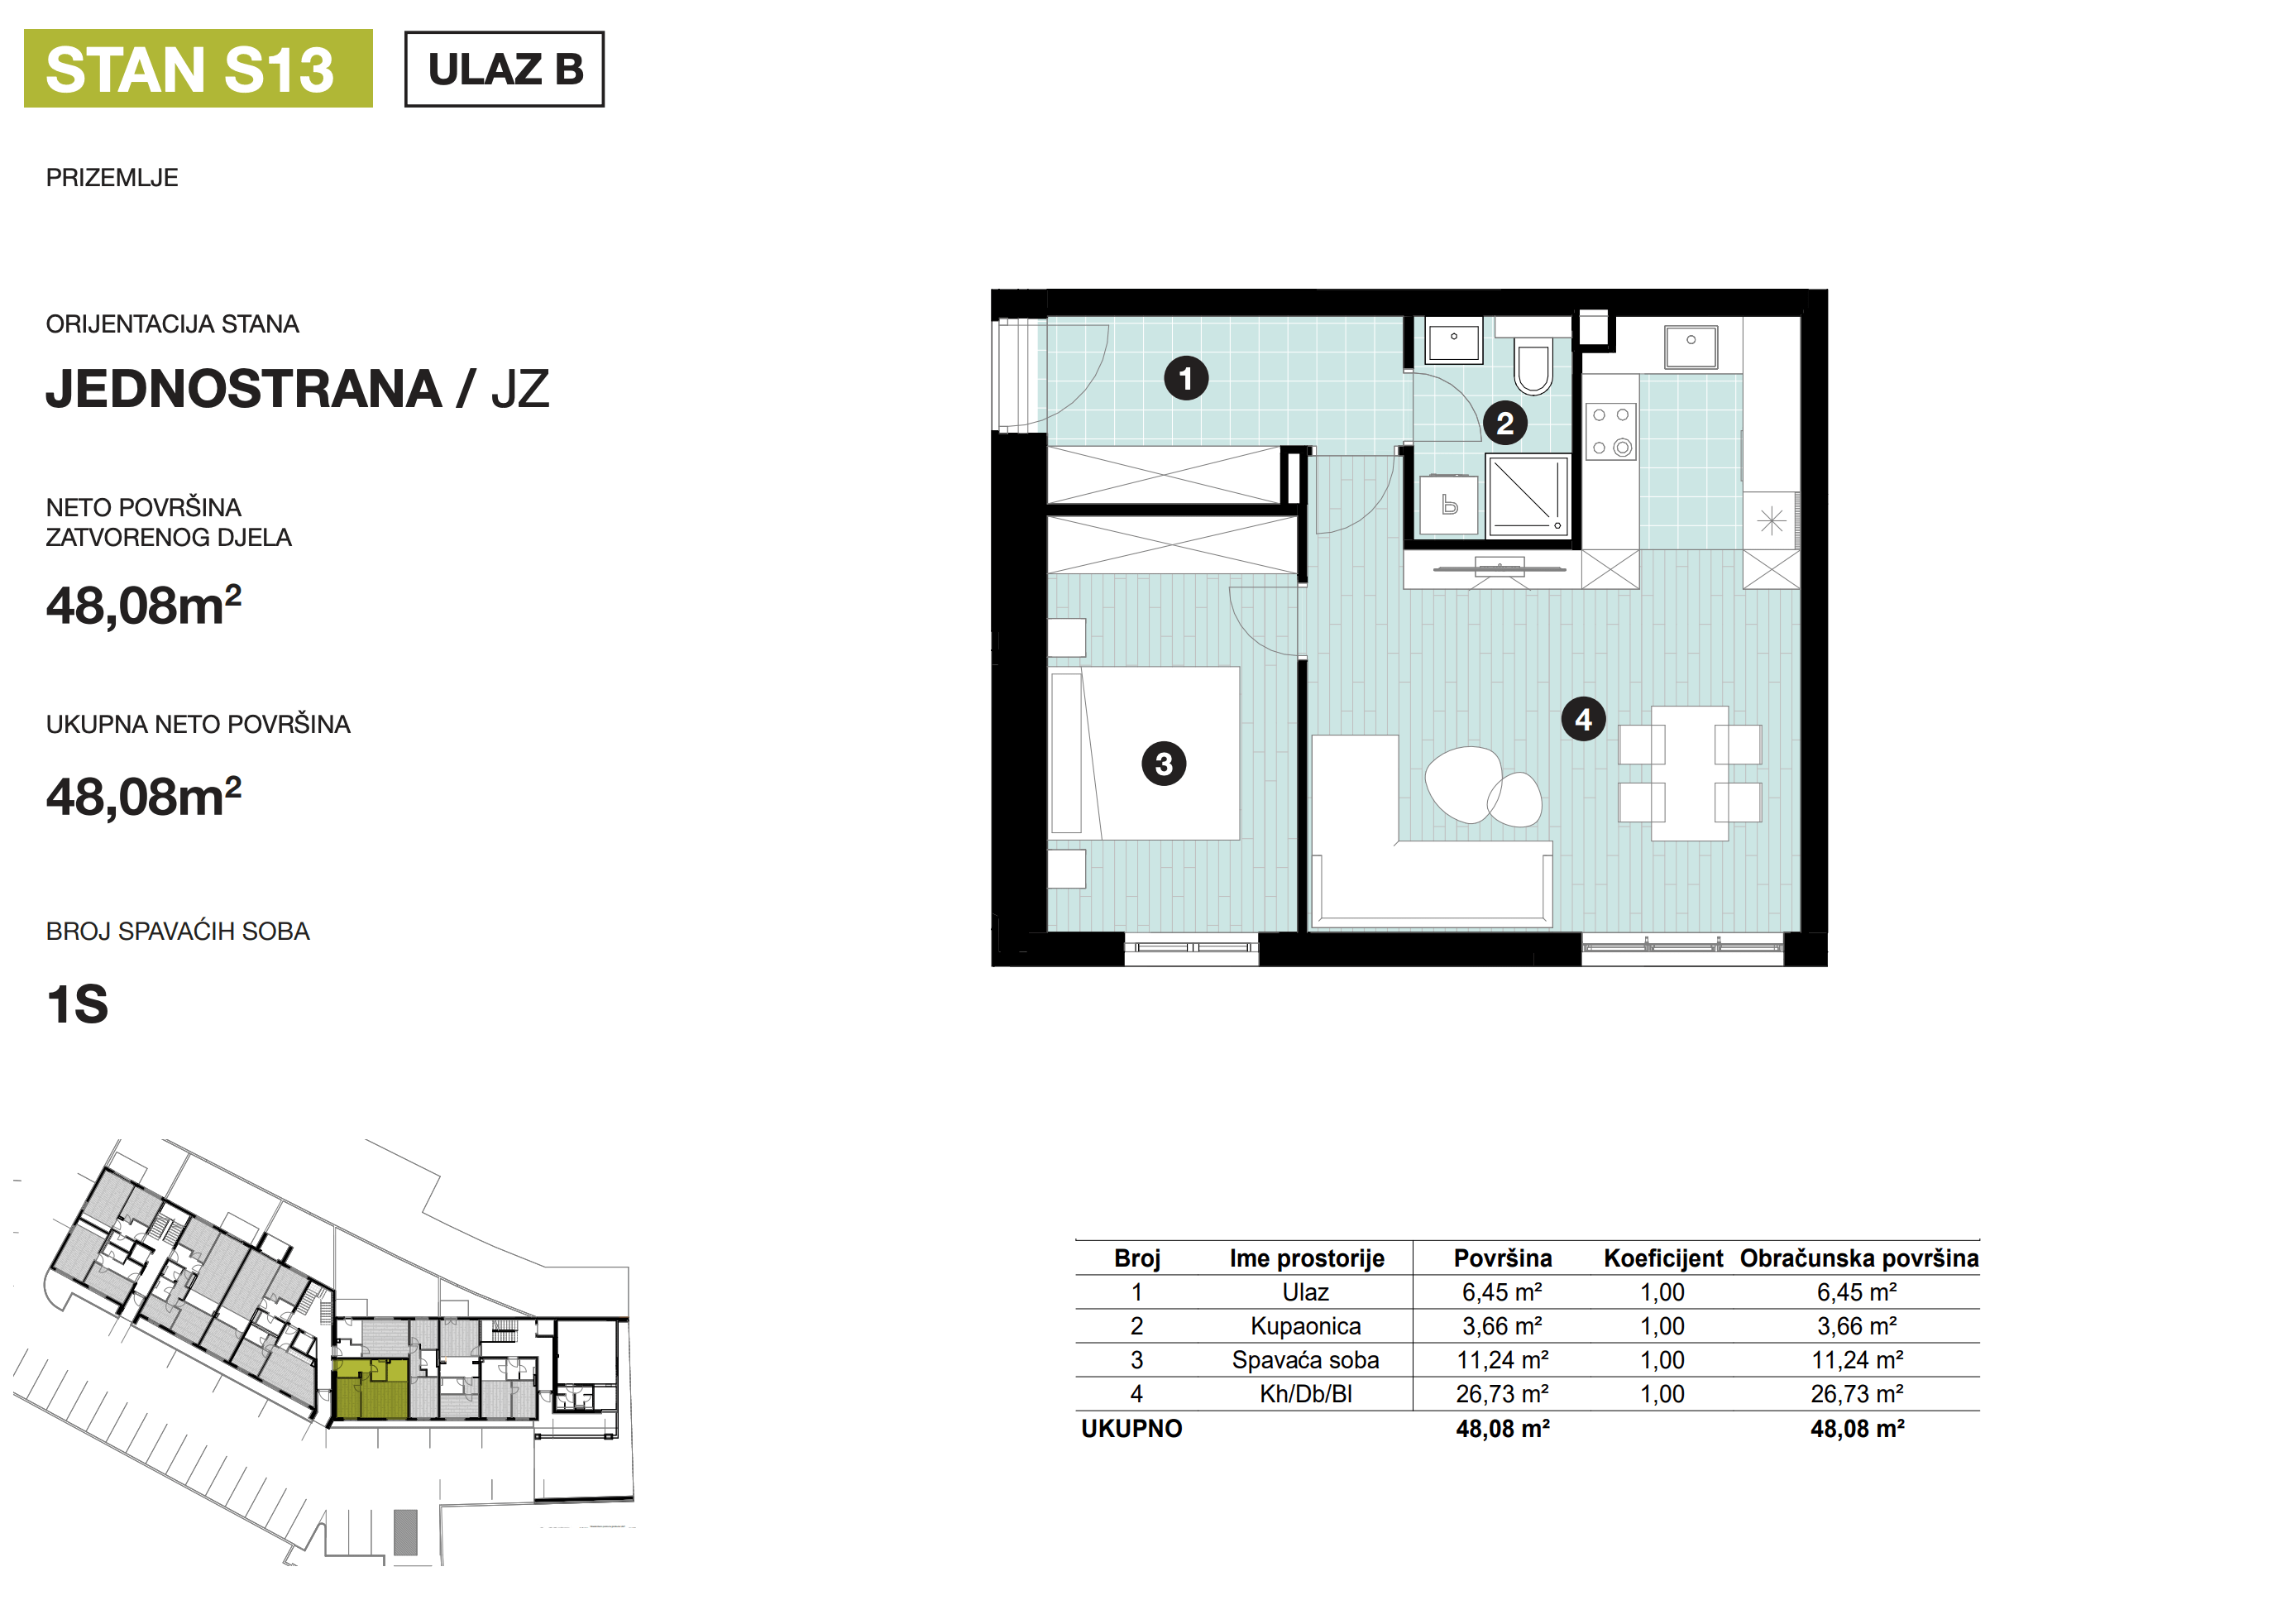 STAN S13
ULAZ B
PRIZEMLJE
ORIJENTACIJA STANA
JEDNOSTRANA / JZ
NETO POVRŠINA
ZATVORENOG DJELA
48,08m²
UKUPNA NETO POVRŠINA
48,08m²
BROJ SPAVAĆIH SOBA
1S
1
2
3
4
Broj Ime prostorije Površina Koeficijent Obračunska površina
1 Ulaz 6,45 m² 1,00 6,45 m²
2 Kupaonica 3,66 m² 1,00 3,66 m²
3 Spavaća soba 11,24 m² 1,00 11,24 m²
4 Kh/Db/Bl 26,73 m² 1,00 26,73 m²
UKUPNO 48,08 m² 48,08 m²